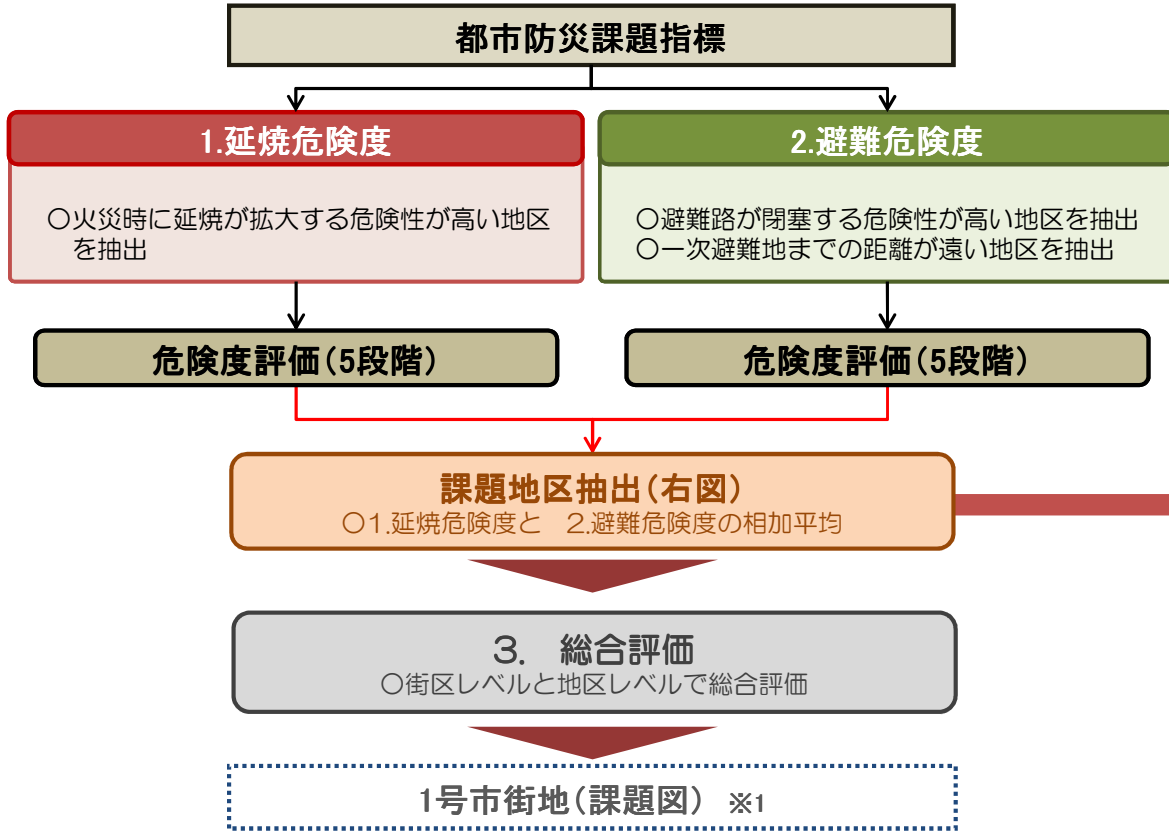 都市防災課題指標
1.延焼危険度
○火災時に延焼が拡大する危険性が高い地区
を抽出
2.避難危険度
○避難路が閉塞する危険性が高い地区を抽出
○一次避難地までの距離が遠い地区を抽出
危険度評価(5段階)
危険度評価(5段階)
課題地区抽出(右図)
○1.延焼危険度と　2.避難危険度の相加平均
3.　総合評価
○街区レベルと地区レベルで総合評価
1号市街地(課題図)　※1